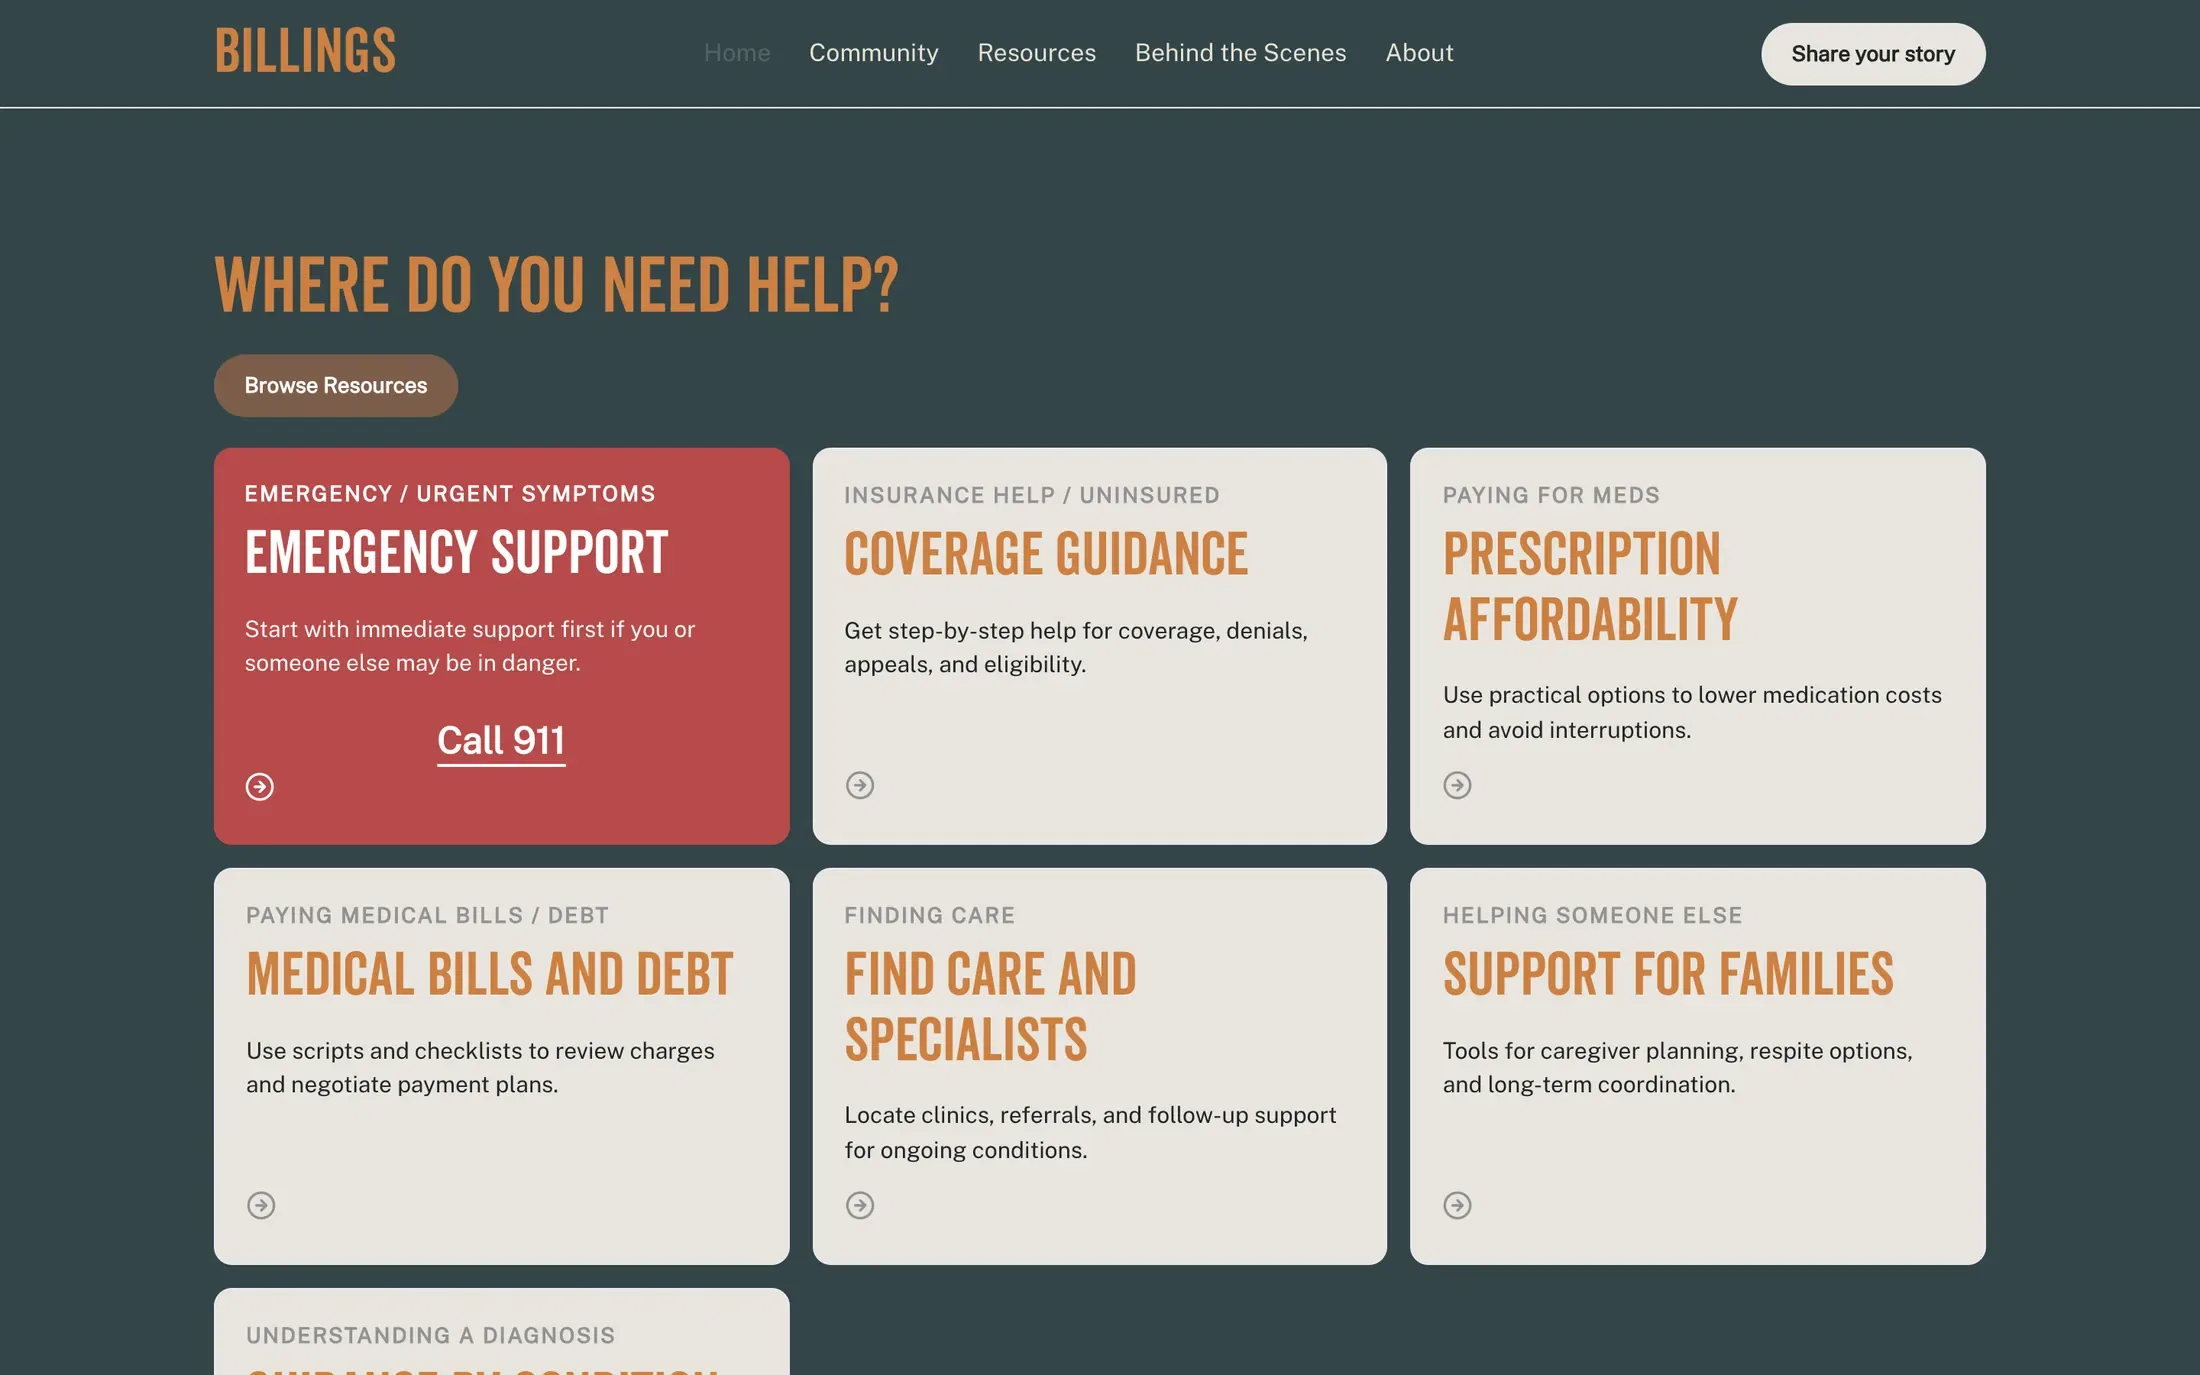 BILLINGS
Home
Community
Resources
Behind the Scenes
About
Share your story
WHERE DO YOU NEED HELP?
Browse Resources
EMERGENCY / URGENT SYMPTOMS
EMERGENCY SUPPORT
Start with immediate support first if you or
someone else may be in danger.
Call 911
INSURANCE HELP / UNINSURED
COVERAGE GUIDANCE
Get step-by-step help for coverage, denials,
appeals, and eligibility.
PAYING FOR MEDS
PRESCRIPTION
AFFORDABILITY
Use practical options to lower medication costs
and avoid interruptions.
PAYING MEDICAL BILLS / DEBT
MEDICAL BILLS AND DEBT
Use scripts and checklists to review charges
and negotiate payment plans.
FINDING CARE
FIND CARE AND
SPECIALISTS
Locate clinics, referrals, and follow-up support
for ongoing conditions.
HELPING SOMEONE ELSE
SUPPORT FOR FAMILIES
Tools for caregiver planning, respite options,
and long-term coordination.
UNDERSTANDING A DIAGNOSIS
GUIDANCE BY CONDITION